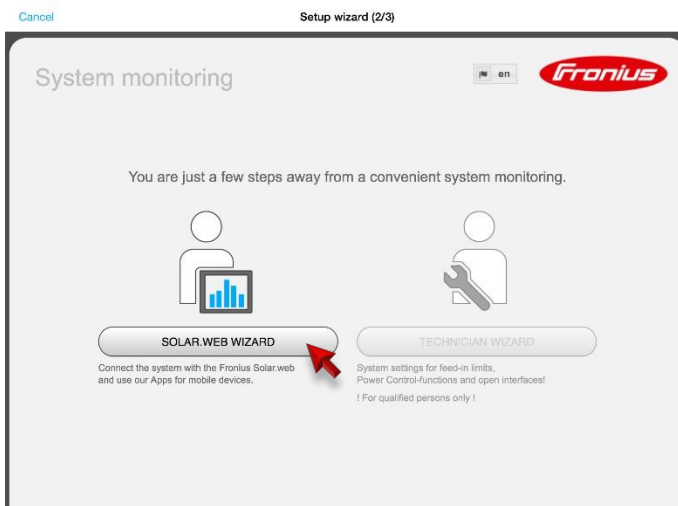 Cancel
Setup wizard (2/3)
System monitoring
en
Fronius
You are just a few steps away from a convenient system monitoring.
SOLAR.WEB WIZARD
Connect the system with the Fronius Solar.web
and use our Apps for mobile devices.
TECHNICIAN WIZARD
System settings for feed-in limits,
Power Control-functions and open interfaces!
! For qualified persons only !